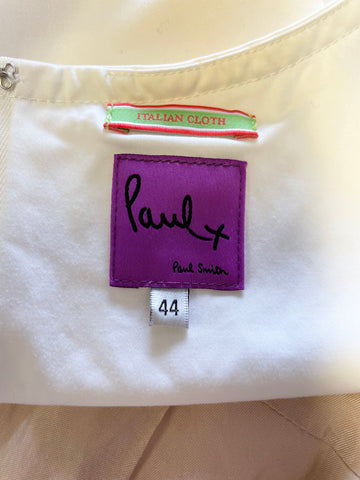 ITALIAN CLOTH
Paul x
Paul Smith
44